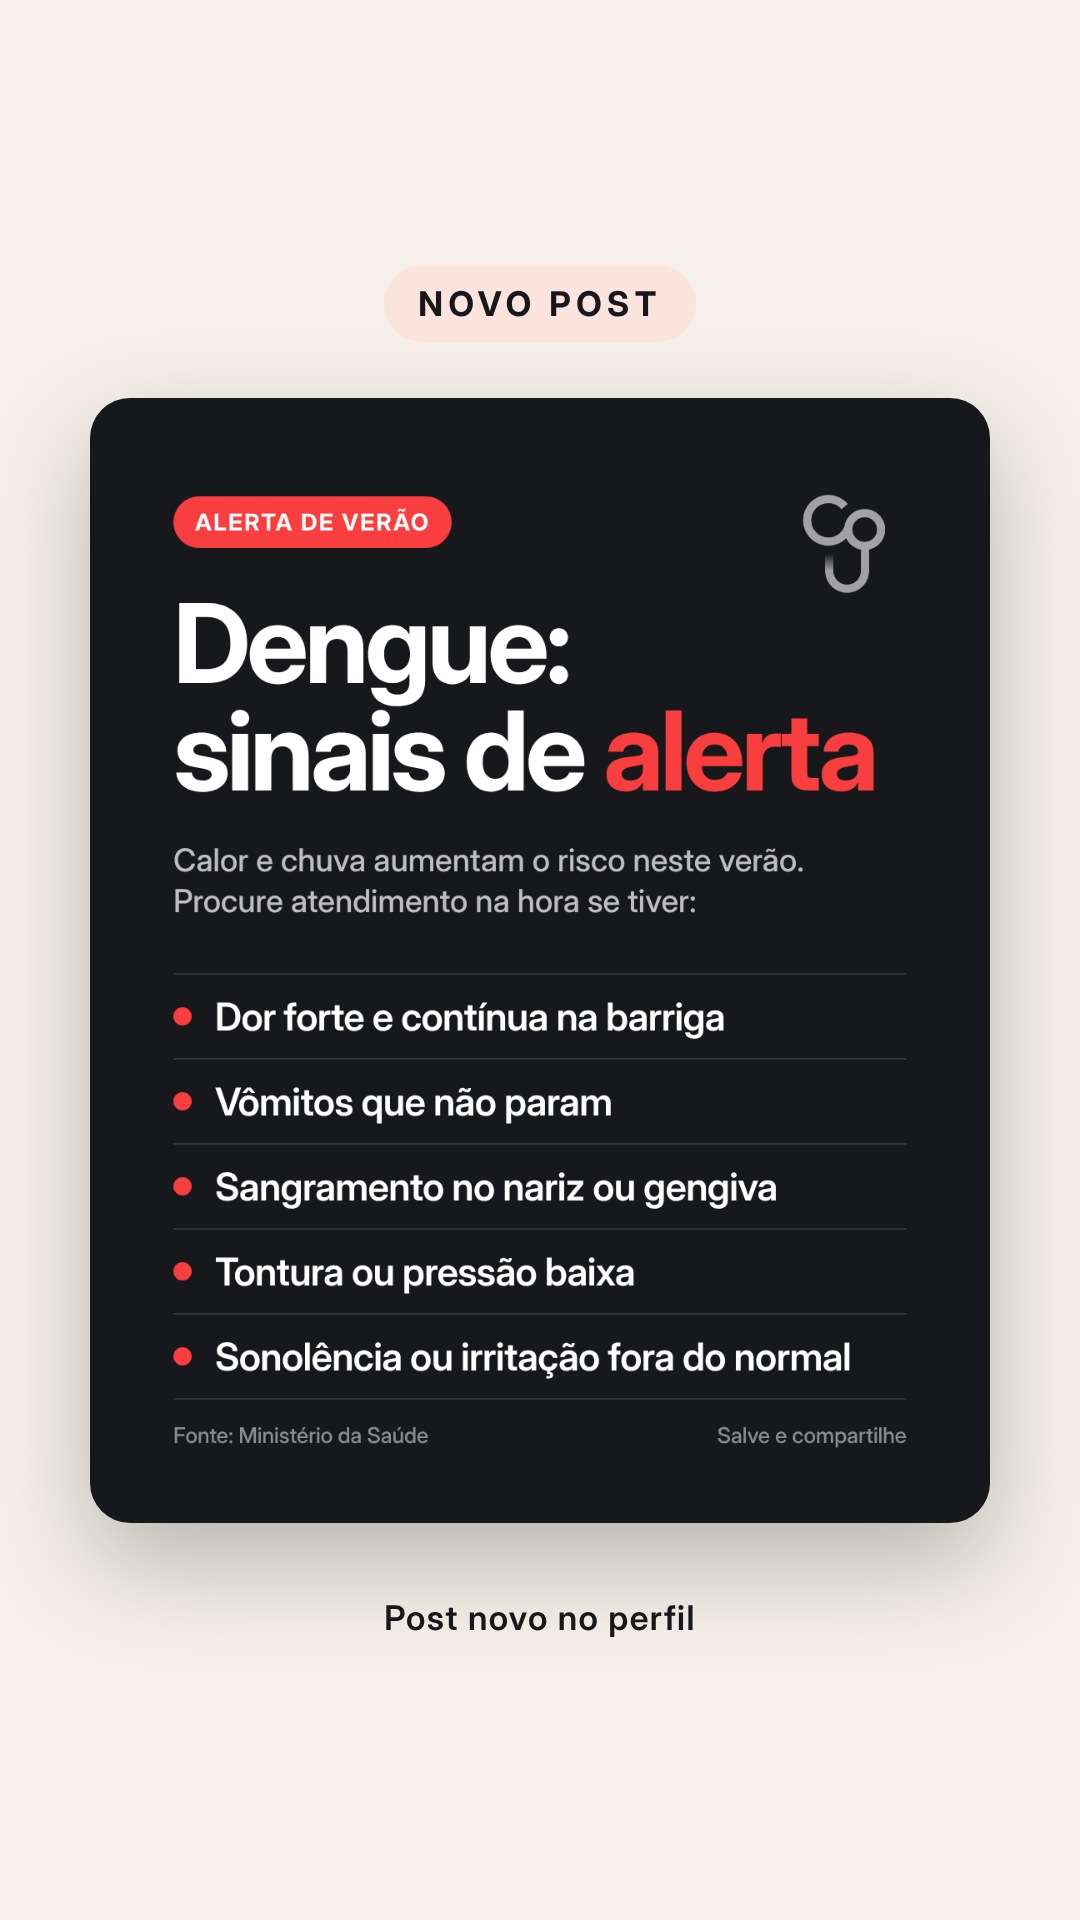 NOVO POST
ALERTA DE VERÃO
Dengue:
sinais de alerta
Calor e chuva aumentam o risco neste verão.
Procure atendimento na hora se tiver:
Dor forte e contínua na barriga
Vômitos que não param
Sangramento no nariz ou gengiva
Tontura ou pressão baixa
Sonolência ou irritação fora do normal
Fonte: Ministério da Saúde
Salve e compartilhe
Post novo no perfil